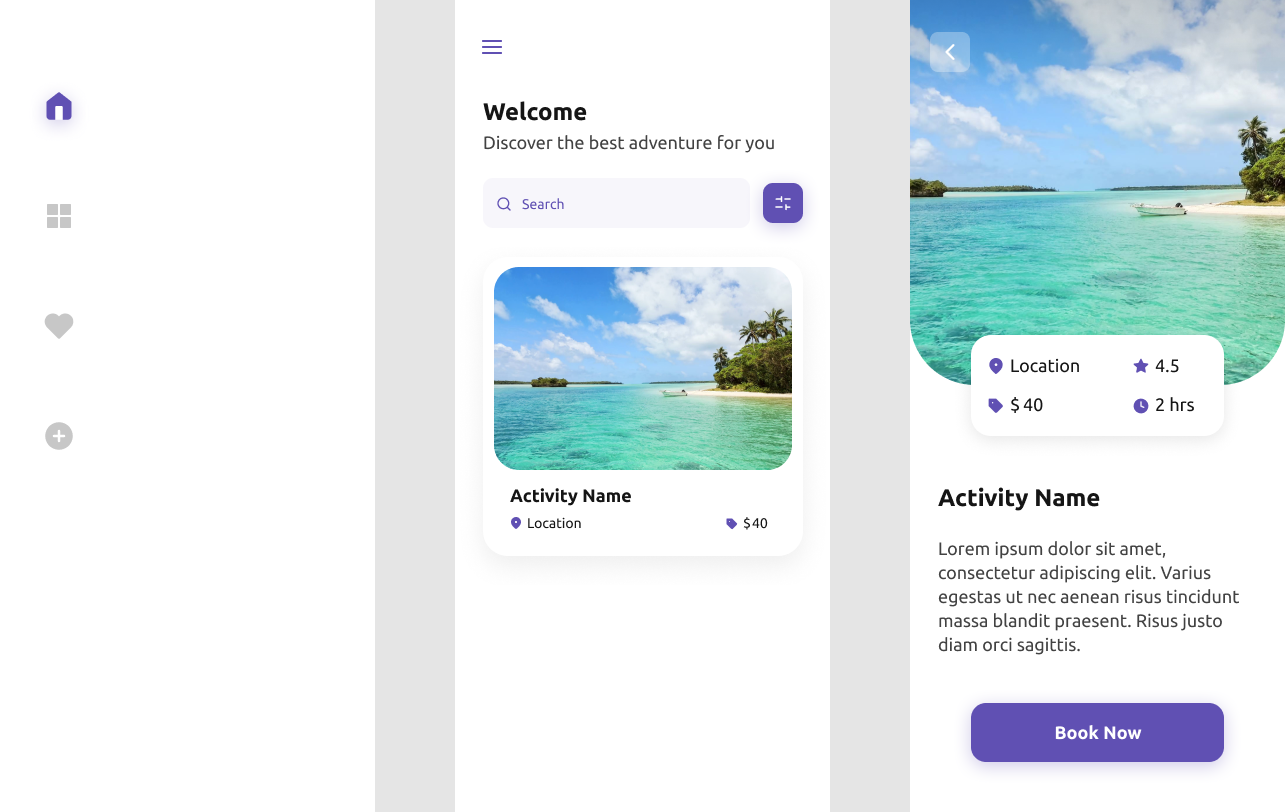 Welcome
Discover the best adventure for you
Search
Activity Name
Location
$40
Location
4.5
$ 40
2 hrs
Activity Name
Lorem ipsum dolor sit amet,
consectetur adipiscing elit. Varius
egestas ut nec aenean risus tincidunt
massa blandit praesent. Risus justo
diam orci sagittis.
Book Now